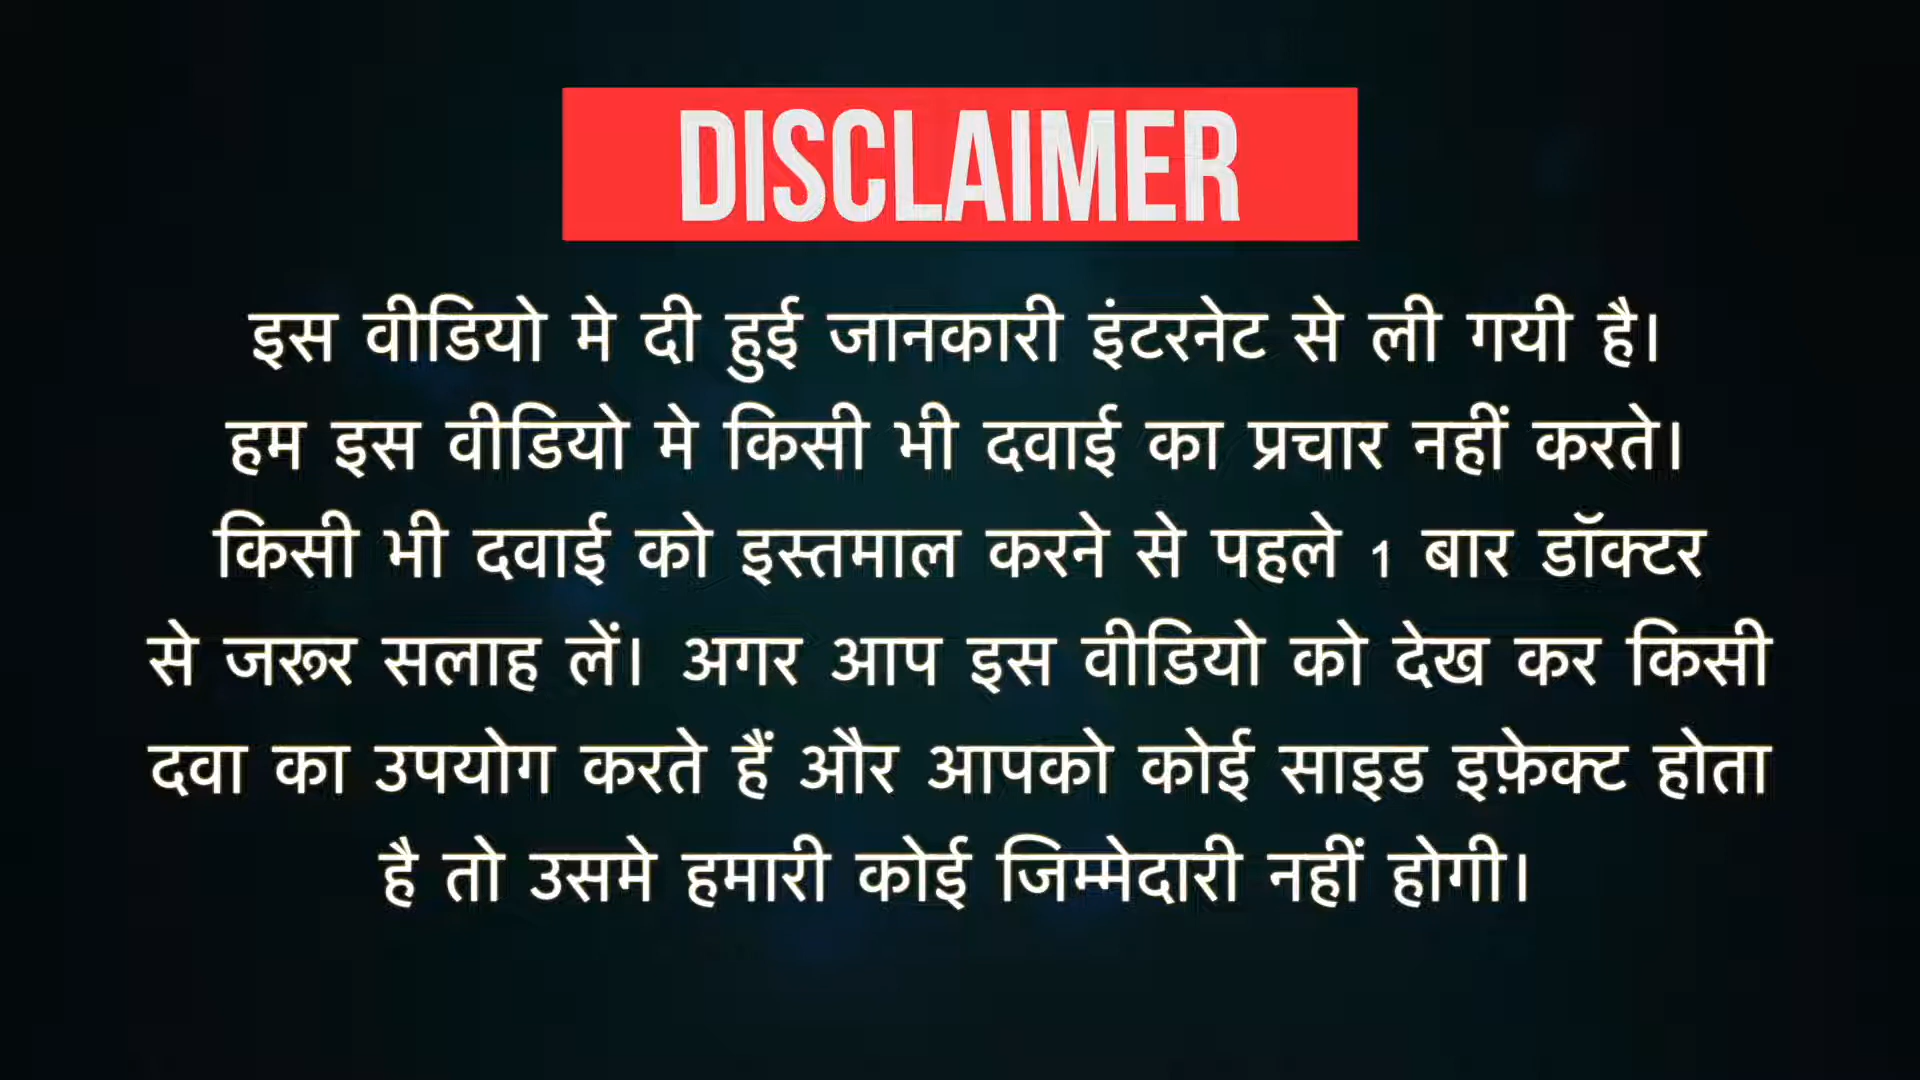 DISCLAIMER
इस वीडियो मे दी हुई जानकारी इंटरनेट से ली गयी है।
हम इस वीडियो मे किसी भी दवाई का प्रचार नहीं करते।
किसी भी दवाई को इस्तमाल करने से पहले 1 बार डॉक्टर
से जरूर सलाह लें। अगर आप इस वीडियो को देख कर किसी
दवा का उपयोग करते हैं और आपको कोई साइड इफ़ेक्ट होता
है तो उसमे हमारी कोई जिम्मेदारी नहीं होगी।